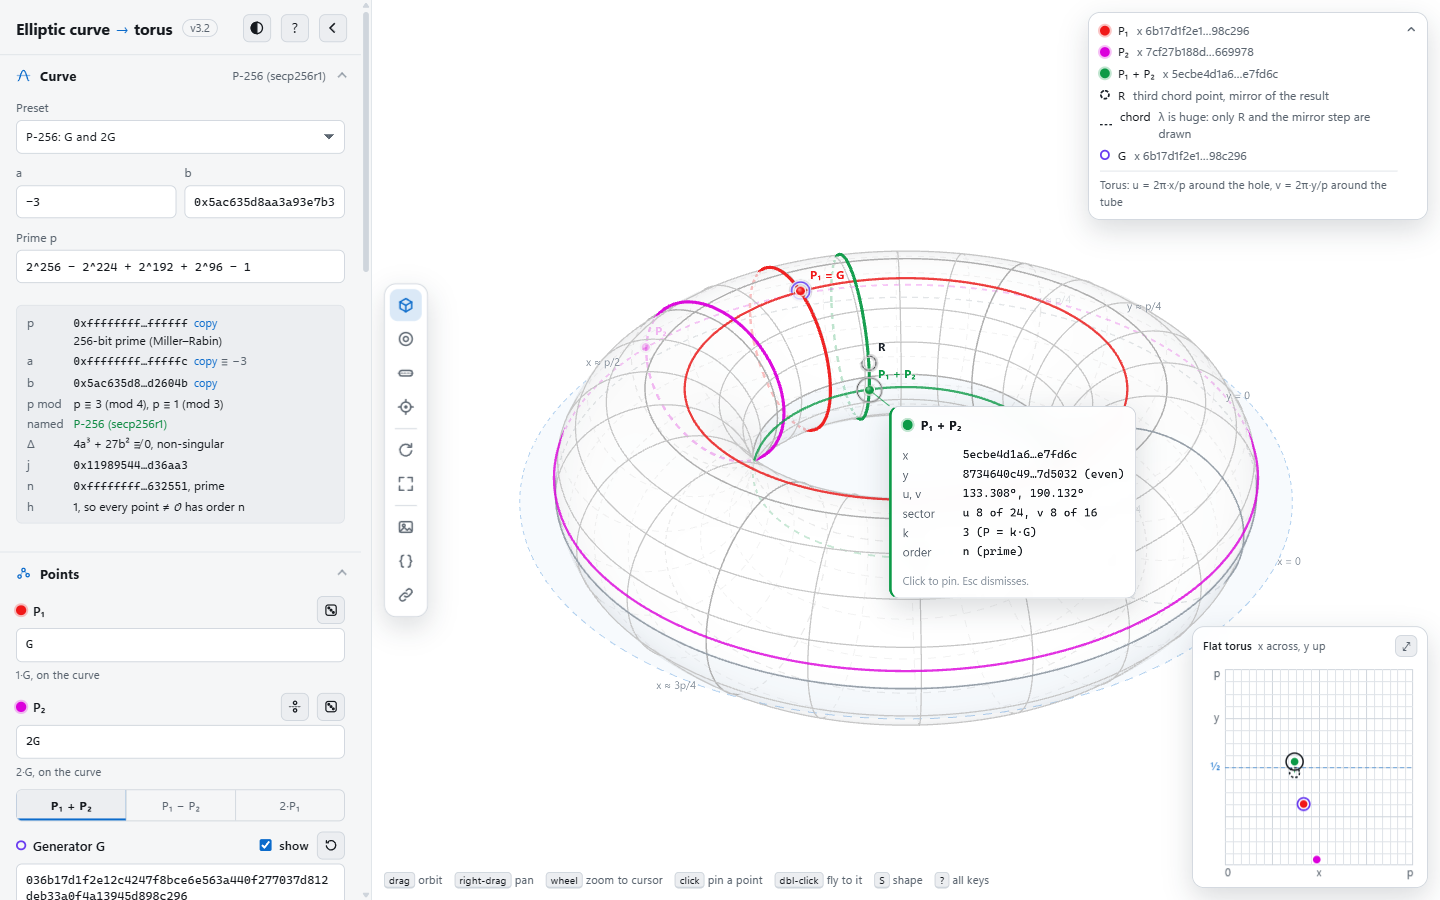 Elliptic curve → torus v3.2 ?
Curve P-256 (secp256r1)
Preset
P-256: G and 2G
a b
−3 0x5ac635d8aa3a93e7b3
Prime p
2^256 − 2^224 + 2^192 + 2^96 − 1
p 0xffffffff…ffffff copy
256-bit prime (Miller–Rabin)
a 0xffffffff…fffffc copy ≡ −3
b 0x5ac635d8…d2604b copy
p mod p ≡ 3 (mod 4), p ≡ 1 (mod 3)
named P-256 (secp256r1)
Δ 4a³ + 27b² ≢ 0, non-singular
j 0x11989544…d36aa3
n 0xffffffff…632551, prime
h 1, so every point ≠ 𝒪 has order n
Points
P₁
G
1·G, on the curve
P₂
2G
2·G, on the curve
P₁ + P₂ P₁ − P₂ 2·P₁
Generator G show
036b17d1f2e12c4247f8bce6e563a440f277037d812
deb33a0f4a13945d898c296
P₁ x 6b17d1f2e1…98c296
P₂ x 7cf27b188d…669978
P₁ + P₂ x 5ecbe4d1a6…e7fd6c
R third chord point, mirror of the result
chord λ is huge: only R and the mirror step are
drawn
G x 6b17d1f2e1…98c296
Torus: u = 2π·x/p around the hole, v = 2π·y/p around the
tube
P₁ = G
y ≈ p/4
x ≈ p/2
R
P₁ + P₂
y = 0
x = 0
x ≈ 3p/4
P₁ + P₂
x 5ecbe4d1a6…e7fd6c
y 8734640c49…7d5032 (even)
u, v 133.308°, 190.132°
sector u 8 of 24, v 8 of 16
k 3 (P = k·G)
order n (prime)
Click to pin. Esc dismisses.
Flat torus x across, y up
p
y
½
0 x p
drag orbit right-drag pan wheel zoom to cursor click pin a point dbl-click fly to it S shape ? all keys